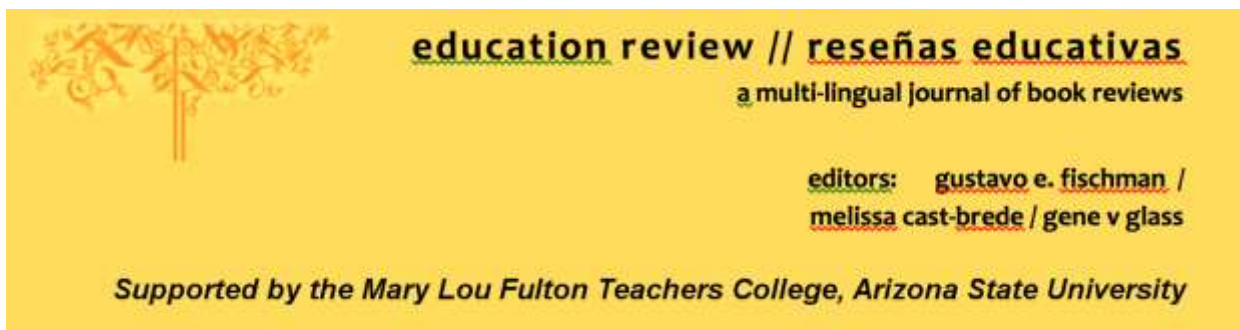 education review // reseñas educativas
a multi-lingual journal of book reviews
editors: gustavo e. fischman /
melissa cast-brede / gene v glass
Supported by the Mary Lou Fulton Teachers College, Arizona State University